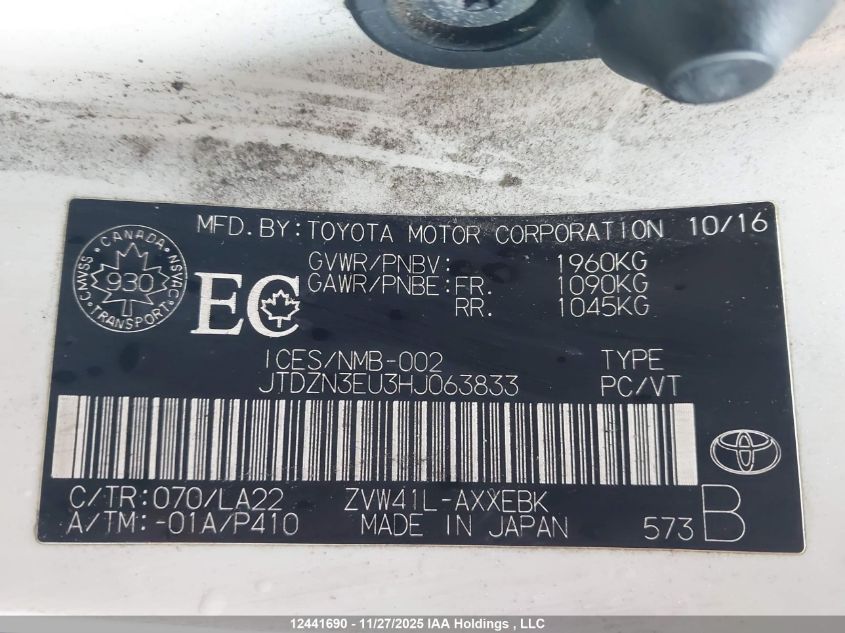 MFD.BY:TOYOTA MOTOR CORPORATION 10/16
CANADA
CMVSS 930 NSVAC
TRANSPORT
EC
GVWR/PNBV: 1960KG
GAWR/PNBE:FR. 1090KG
RR. 1045KG
ICES/NMB-002 TYPE
JTDZN3EU3HJ063833 PC/VT
C/TR:070/LA22 ZVW41L-AXXEBK
A/TM:-01A/P410 MADE IN JAPAN 573 B
12441690 - 11/27/2025 IAA Holdings , LLC